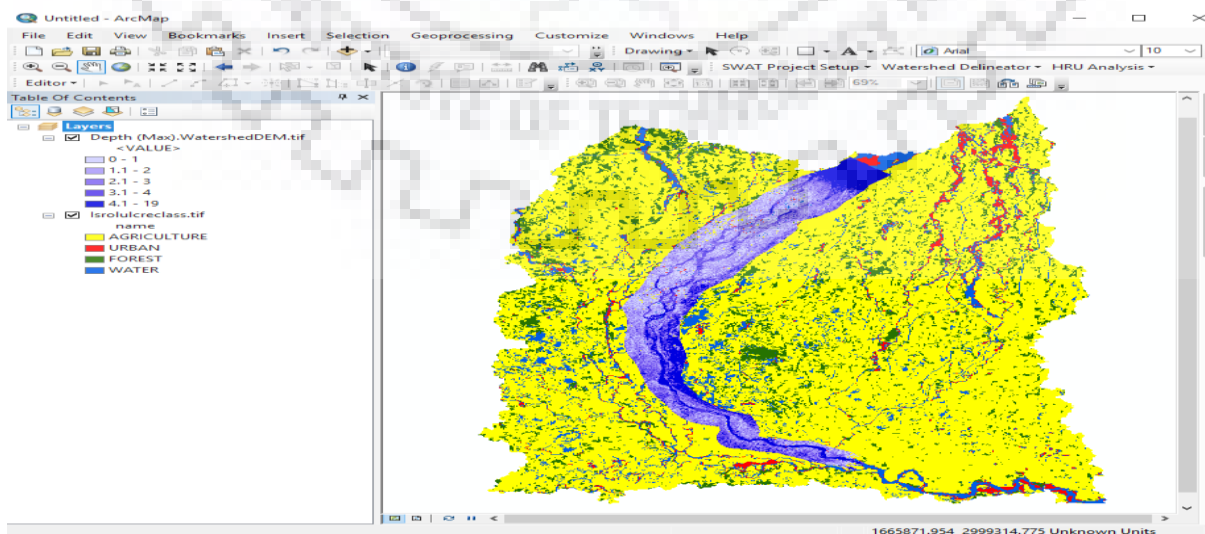 Untitled - ArcMap
File Edit View Bookmarks Insert Selection Geoprocessing Customize Windows Help
Drawing A Arial 10
SWAT Project Setup Watershed Delineator HRU Analysis
Editor 69%
Table Of Contents
Layers
Depth (Max).WatershedDEM.tif
<VALUE>
0 - 1
1.1 - 2
2.1 - 3
3.1 - 4
4.1 - 19
lsrolulcreclass.tif
name
AGRICULTURE
URBAN
FOREST
WATER
1665871.954 2999314.775 Unknown Units